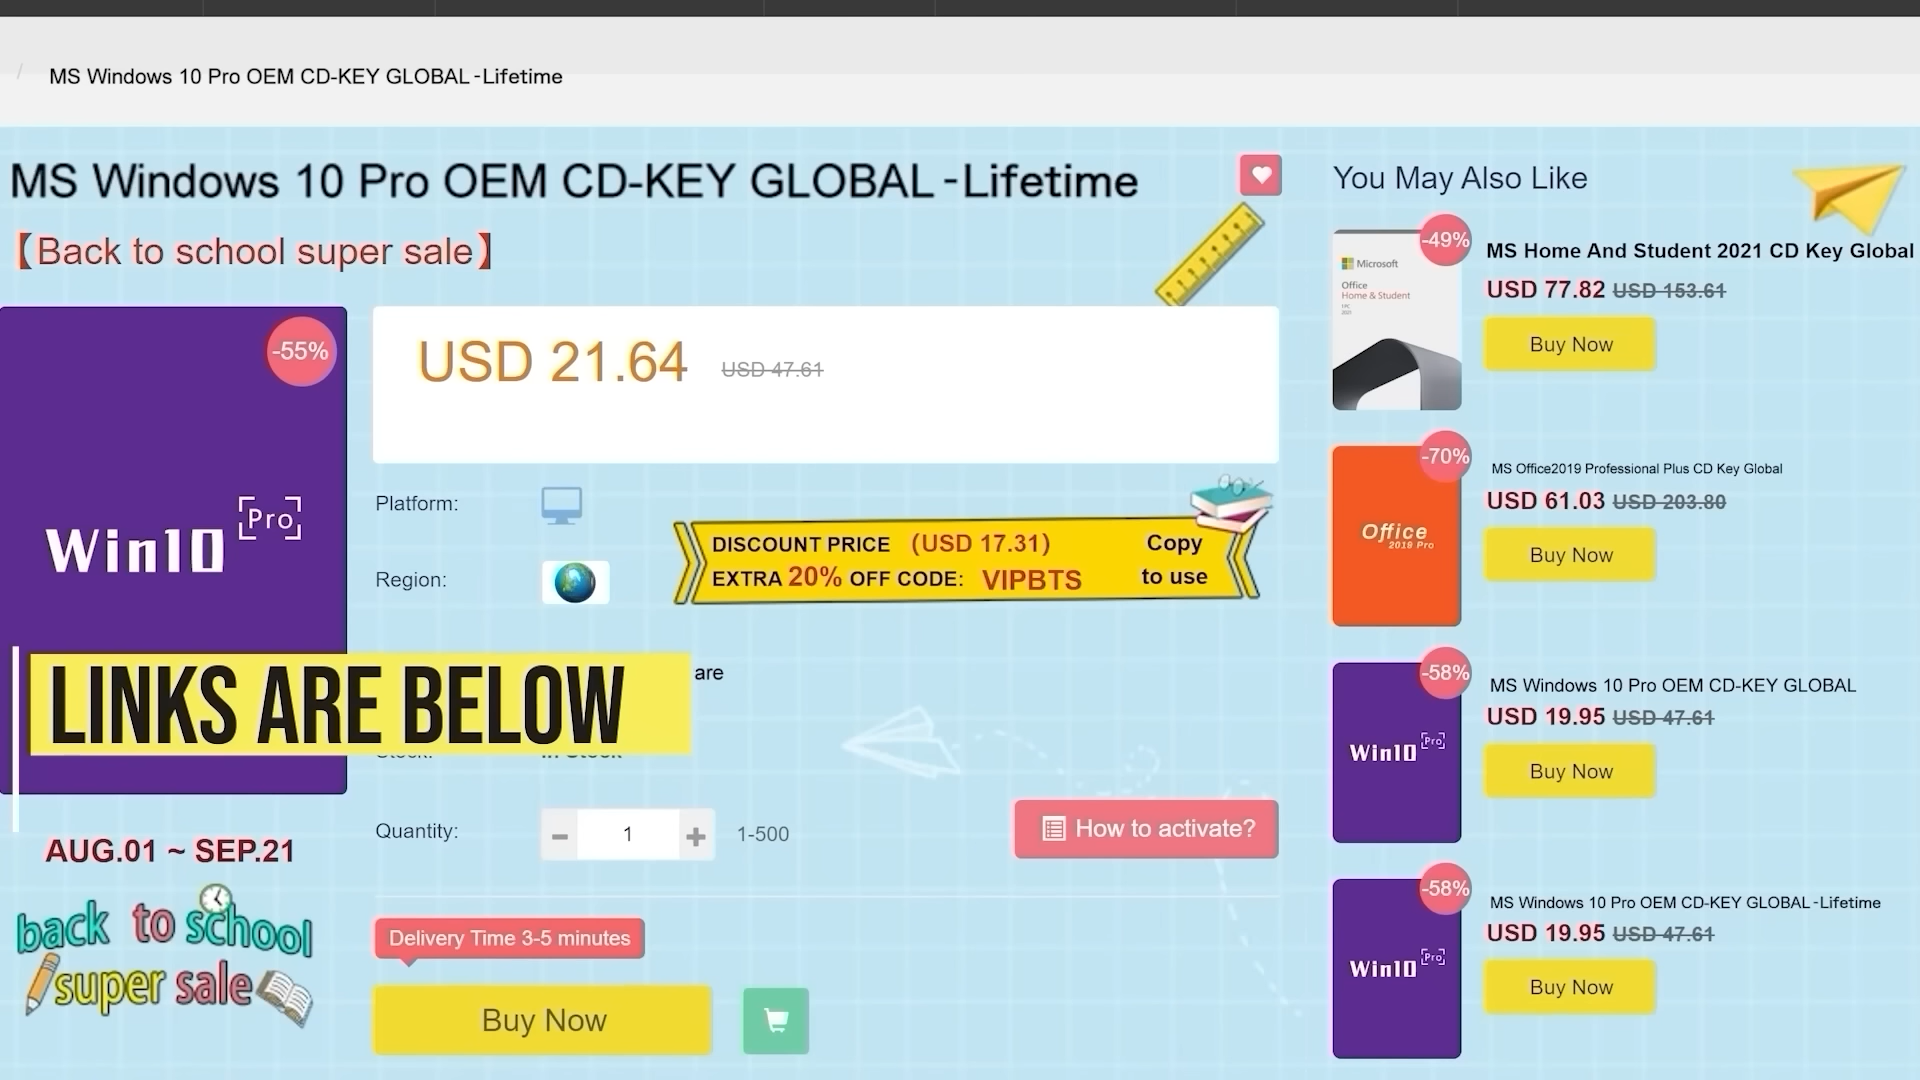 / MS Windows 10 Pro OEM CD-KEY GLOBAL -Lifetime
MS Windows 10 Pro OEM CD-KEY GLOBAL -Lifetime
【Back to school super sale】
-55%
Win10 [Pro]
USD 21.64 USD 47.61
Platform:
Region:
DISCOUNT PRICE (USD 17.31)
EXTRA 20% OFF CODE: VIPBTS
Copy
to use
are
LINKS ARE BELOW
Stock: In Stock
Quantity: − 1 + 1-500
How to activate?
AUG.01 ~ SEP.21
back to school
super sale
Delivery Time 3-5 minutes
Buy Now
You May Also Like
-49%
Microsoft
Office
Home & Student
2021
MS Home And Student 2021 CD Key Global
USD 77.82 USD 153.61
Buy Now
-70%
Office
2019 Pro
MS Office2019 Professional Plus CD Key Global
USD 61.03 USD 203.80
Buy Now
-58%
Win10 [Pro]
MS Windows 10 Pro OEM CD-KEY GLOBAL
USD 19.95 USD 47.61
Buy Now
-58%
Win10 [Pro]
MS Windows 10 Pro OEM CD-KEY GLOBAL -Lifetime
USD 19.95 USD 47.61
Buy Now